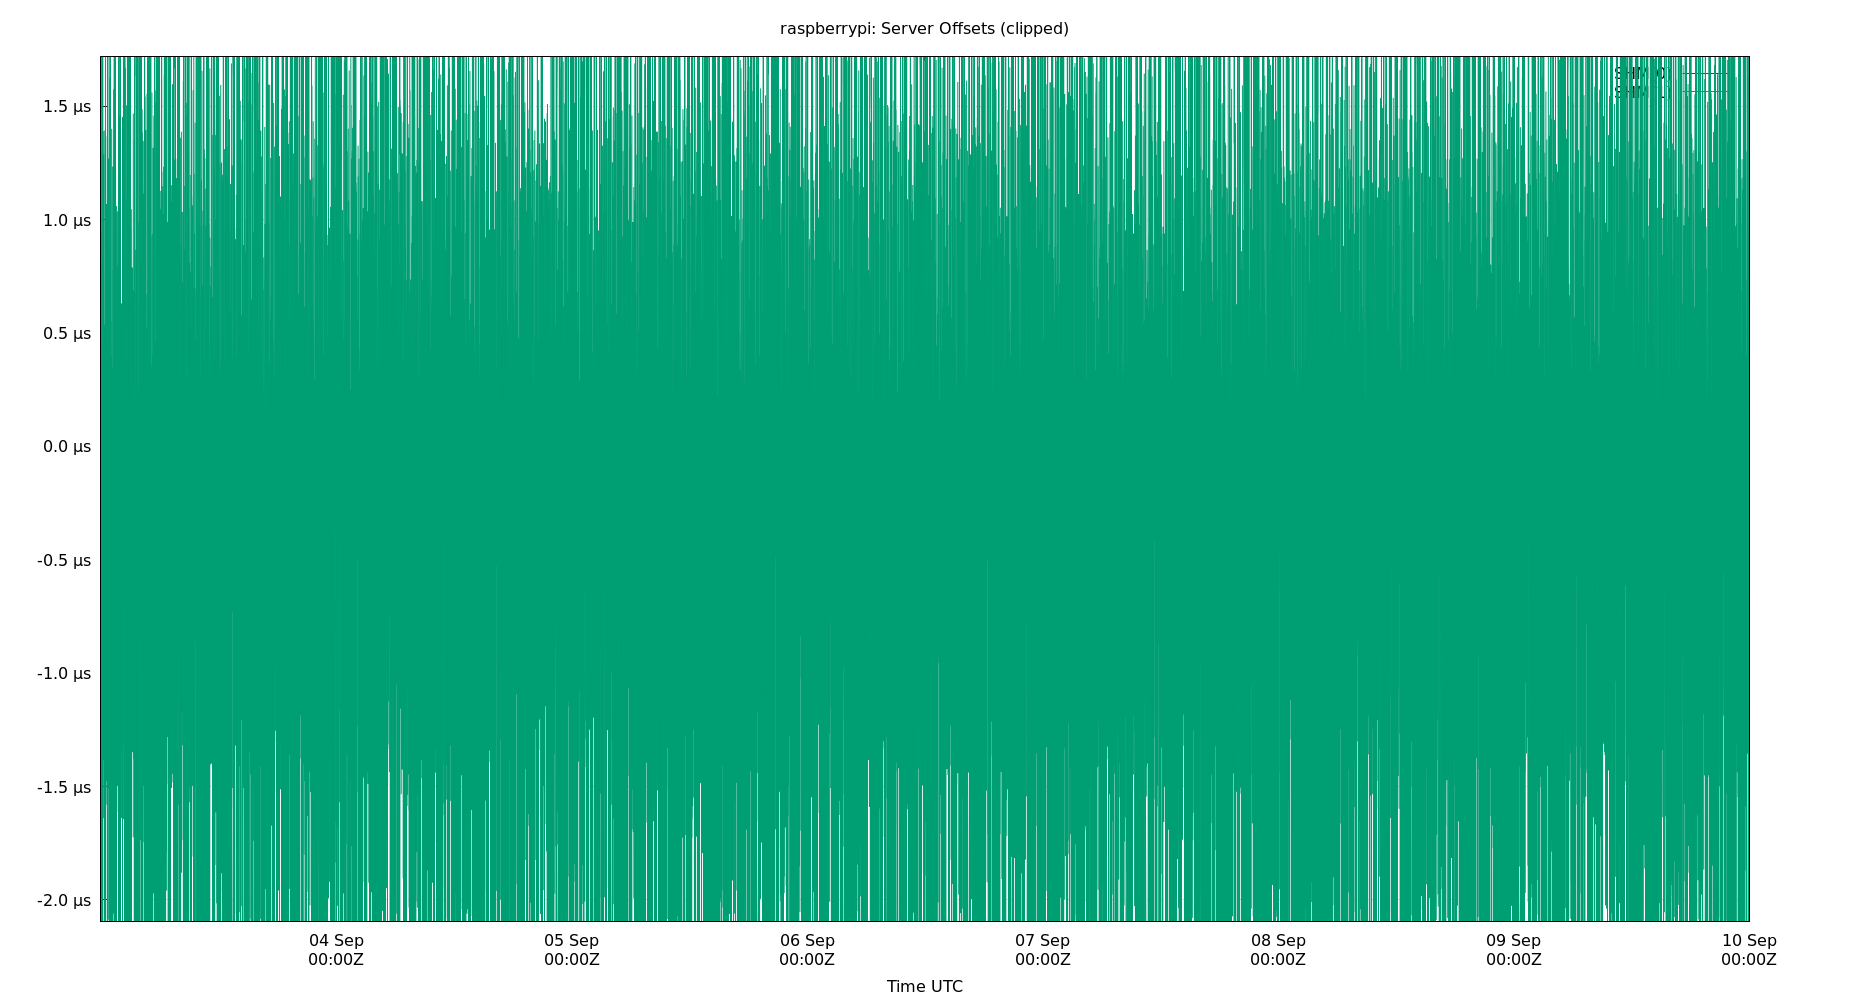 raspberrypi: Server Offsets (clipped)
1.5 µs
1.0 µs
0.5 µs
0.0 µs
-0.5 µs
-1.0 µs
-1.5 µs
-2.0 µs
04 Sep
00:00Z
05 Sep
00:00Z
06 Sep
00:00Z
07 Sep
00:00Z
08 Sep
00:00Z
09 Sep
00:00Z
10 Sep
00:00Z
Time UTC